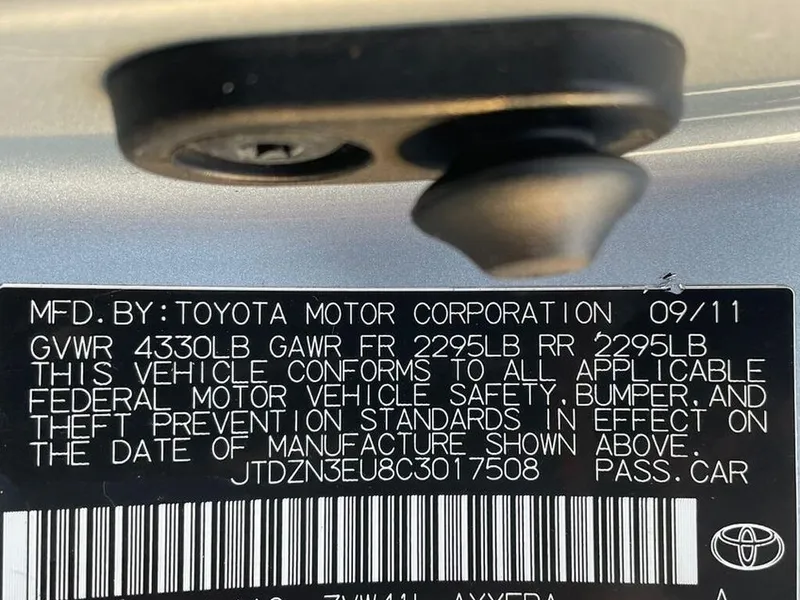 MFD. BY: TOYOTA MOTOR CORPORATION 09/11
GVWR 4330LB GAWR FR 2295LB RR 2295LB
THIS VEHICLE CONFORMS TO ALL APPLICABLE
FEDERAL MOTOR VEHICLE SAFETY, BUMPER, AND
THEFT PREVENTION STANDARDS IN EFFECT ON
THE DATE OF MANUFACTURE SHOWN ABOVE.
JTDZN3EU8C3017508 PASS. CAR